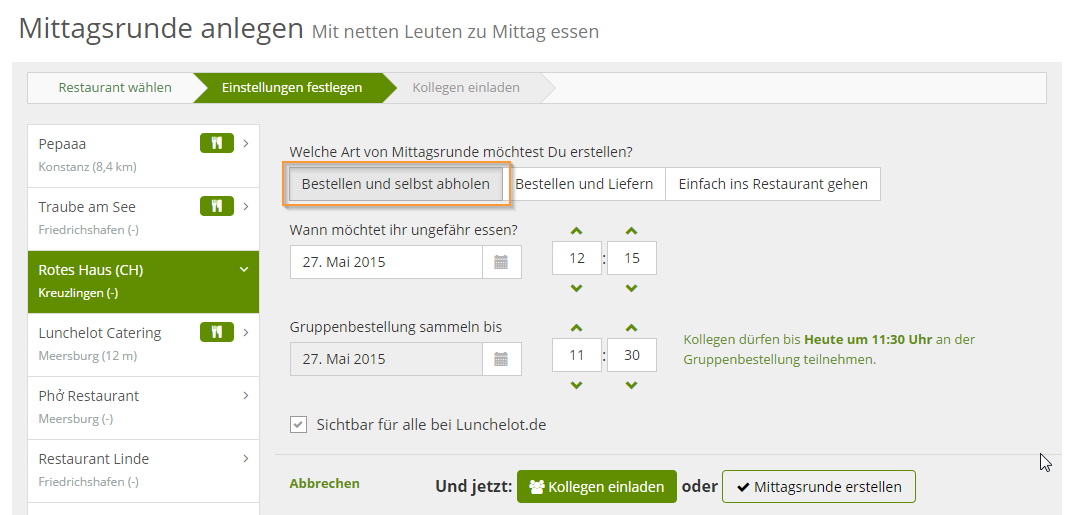 Mittagsrunde anlegen Mit netten Leuten zu Mittag essen
Restaurant wählen Einstellungen festlegen Kollegen einladen
Pepaaa
Konstanz (8,4 km)
Traube am See
Friedrichshafen (-)
Rotes Haus (CH)
Kreuzlingen (-)
Lunchelot Catering
Meersburg (12 m)
Phở Restaurant
Meersburg (-)
Restaurant Linde
Friedrichshafen (-)
Welche Art von Mittagsrunde möchtest Du erstellen?
Bestellen und selbst abholen Bestellen und Liefern Einfach ins Restaurant gehen
Wann möchtet ihr ungefähr essen?
27. Mai 2015 12 : 15
Gruppenbestellung sammeln bis
27. Mai 2015 11 : 30
Kollegen dürfen bis Heute um 11:30 Uhr an der
Gruppenbestellung teilnehmen.
Sichtbar für alle bei Lunchelot.de
Abbrechen Und jetzt: Kollegen einladen oder Mittagsrunde erstellen